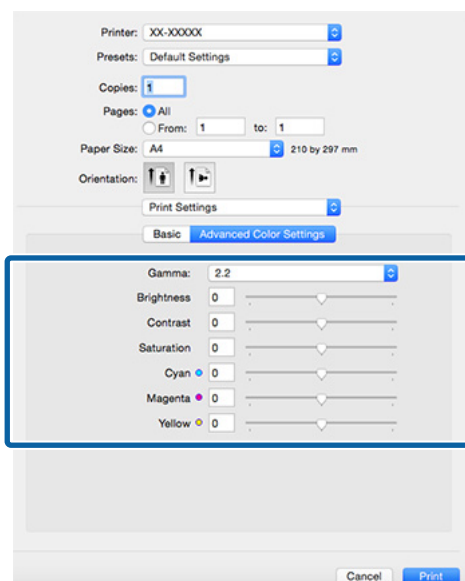 Printer: XX-XXXXX
Presets: Default Settings
Copies: 1
Pages: All
From: 1 to: 1
Paper Size: A4 210 by 297 mm
Orientation:
Print Settings
Basic Advanced Color Settings
Gamma: 2.2
Brightness 0
Contrast 0
Saturation 0
Cyan 0
Magenta 0
Yellow 0
Cancel Print